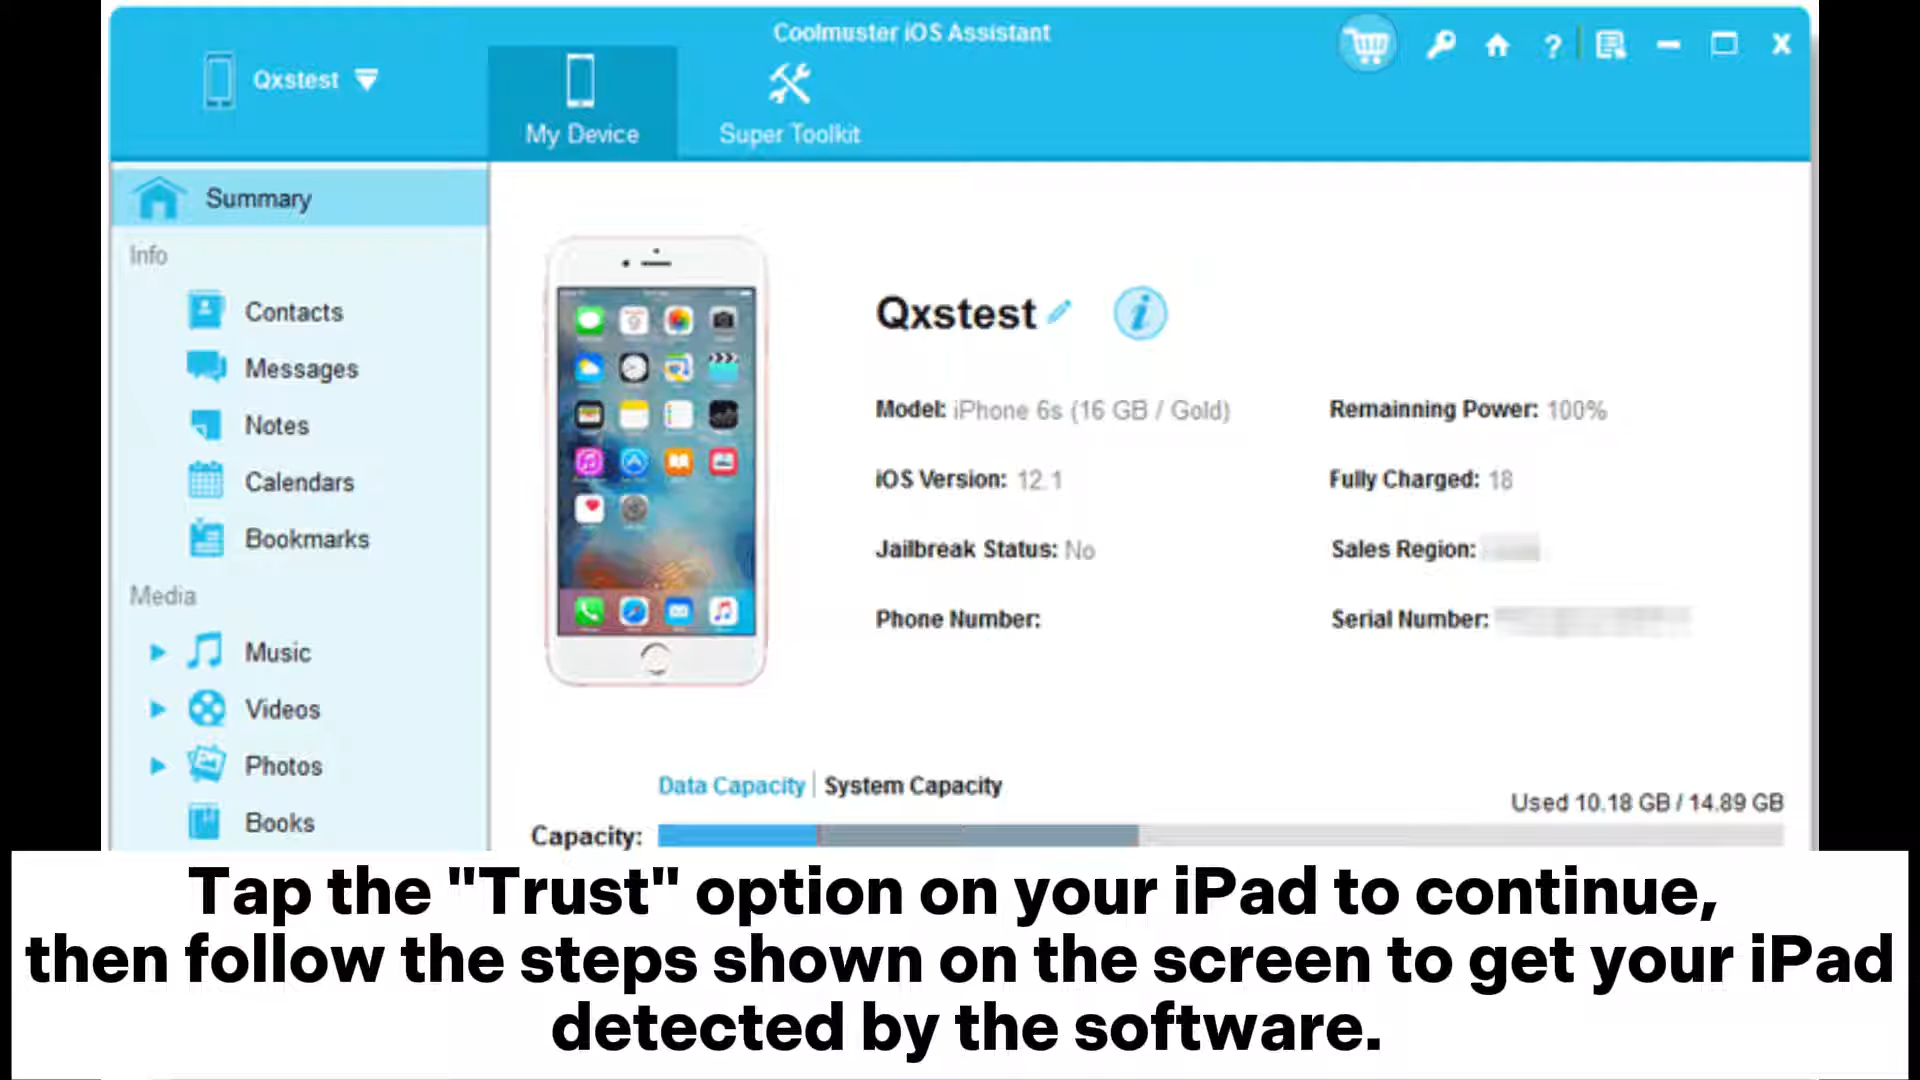 Coolmuster iOS Assistant
Qxstest
?
X
My Device
Super Toolkit
Summary
Info
Contacts
Messages
Notes
Calendars
Bookmarks
Media
Music
Videos
Photos
Books
Qxstest
i
Model: iPhone 6s (16 GB / Gold)
Remainning Power: 100%
iOS Version: 12.1
Fully Charged: 18
Jailbreak Status: No
Sales Region:
Phone Number:
Serial Number:
Data Capacity | System Capacity
Used 10.18 GB / 14.89 GB
Capacity:
Tap the "Trust" option on your iPad to continue,
then follow the steps shown on the screen to get your iPad
detected by the software.